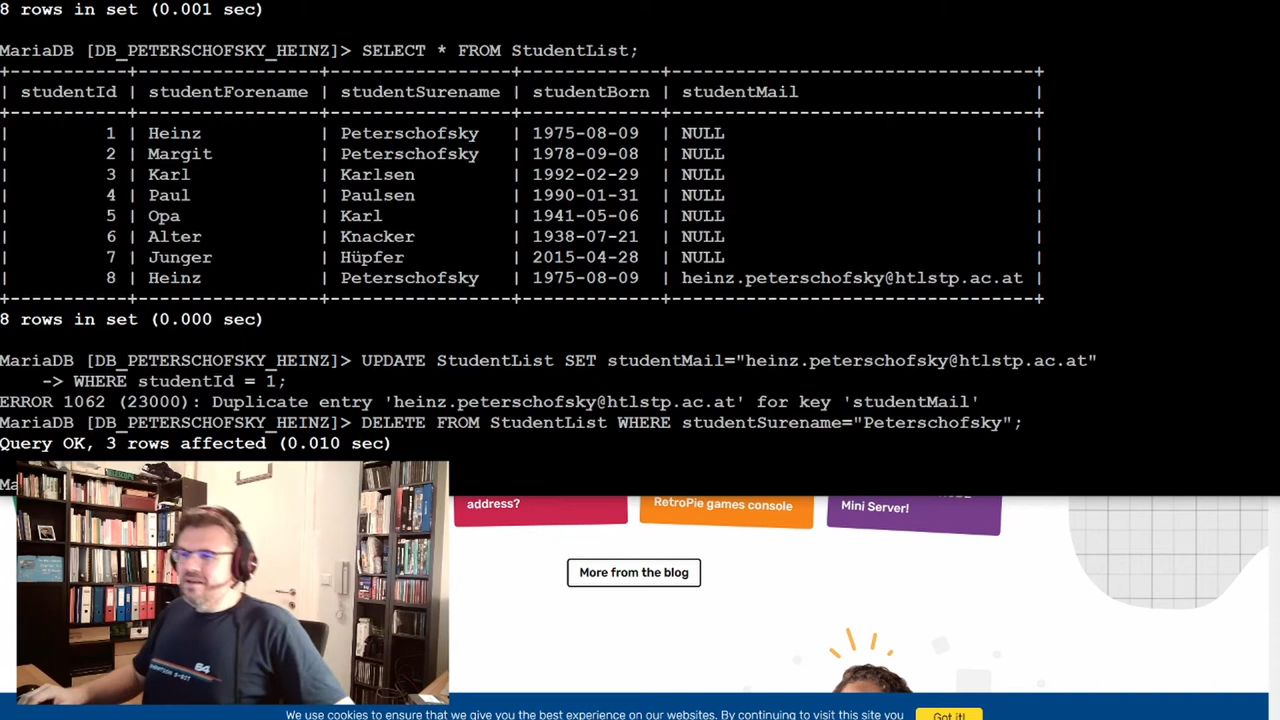 8 rows in set (0.001 sec)
MariaDB [DB_PETERSCHOFSKY_HEINZ]> SELECT * FROM StudentList;
+-----------+-----------------+-----------------+-------------+----------------------------------+
| studentId | studentForename | studentSurename | studentBorn | studentMail |
+-----------+-----------------+-----------------+-------------+----------------------------------+
| 1 | Heinz | Peterschofsky | 1975-08-09 | NULL |
| 2 | Margit | Peterschofsky | 1978-09-08 | NULL |
| 3 | Karl | Karlsen | 1992-02-29 | NULL |
| 4 | Paul | Paulsen | 1990-01-31 | NULL |
| 5 | Opa | Karl | 1941-05-06 | NULL |
| 6 | Alter | Knacker | 1938-07-21 | NULL |
| 7 | Junger | Hüpfer | 2015-04-28 | NULL |
| 8 | Heinz | Peterschofsky | 1975-08-09 | heinz.peterschofsky@htlstp.ac.at |
+-----------+-----------------+-----------------+-------------+----------------------------------+
8 rows in set (0.000 sec)
MariaDB [DB_PETERSCHOFSKY_HEINZ]> UPDATE StudentList SET studentMail="heinz.peterschofsky@htlstp.ac.at"
-> WHERE studentId = 1;
ERROR 1062 (23000): Duplicate entry 'heinz.peterschofsky@htlstp.ac.at' for key 'studentMail'
MariaDB [DB_PETERSCHOFSKY_HEINZ]> DELETE FROM StudentList WHERE studentSurename="Peterschofsky";
Query OK, 3 rows affected (0.010 sec)
Ma
address?
RetroPie games console
Mini Server!
More from the blog
64
We use cookies to ensure that we give you the best experience on our websites. By continuing to visit this site you
Got it!